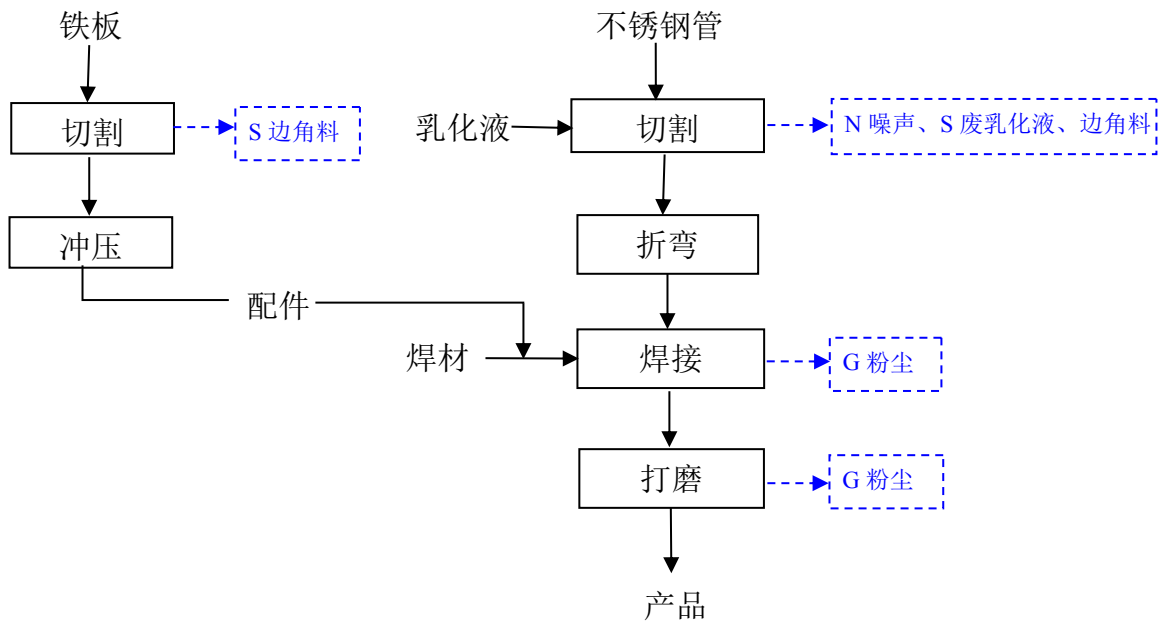 铁板
不锈钢管
切割
S 边角料
乳化液
切割
N 噪声、S 废乳化液、边角料
冲压
折弯
配件
焊材
焊接
G 粉尘
打磨
G 粉尘
产品